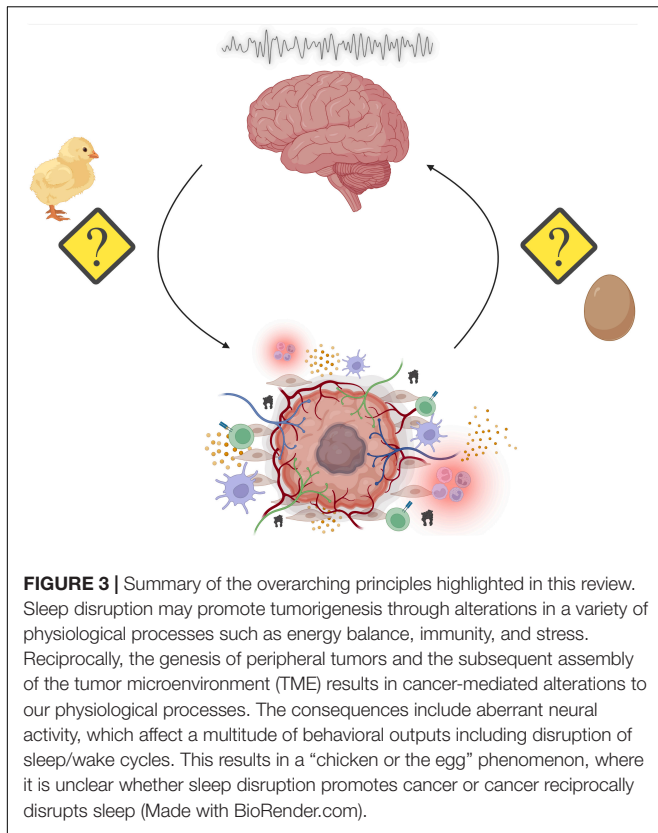 ?
?
FIGURE 3 | Summary of the overarching principles highlighted in this review.
Sleep disruption may promote tumorigenesis through alterations in a variety of
physiological processes such as energy balance, immunity, and stress.
Reciprocally, the genesis of peripheral tumors and the subsequent assembly
of the tumor microenvironment (TME) results in cancer-mediated alterations to
our physiological processes. The consequences include aberrant neural
activity, which affect a multitude of behavioral outputs including disruption of
sleep/wake cycles. This results in a “chicken or the egg” phenomenon, where
it is unclear whether sleep disruption promotes cancer or cancer reciprocally
disrupts sleep (Made with BioRender.com).